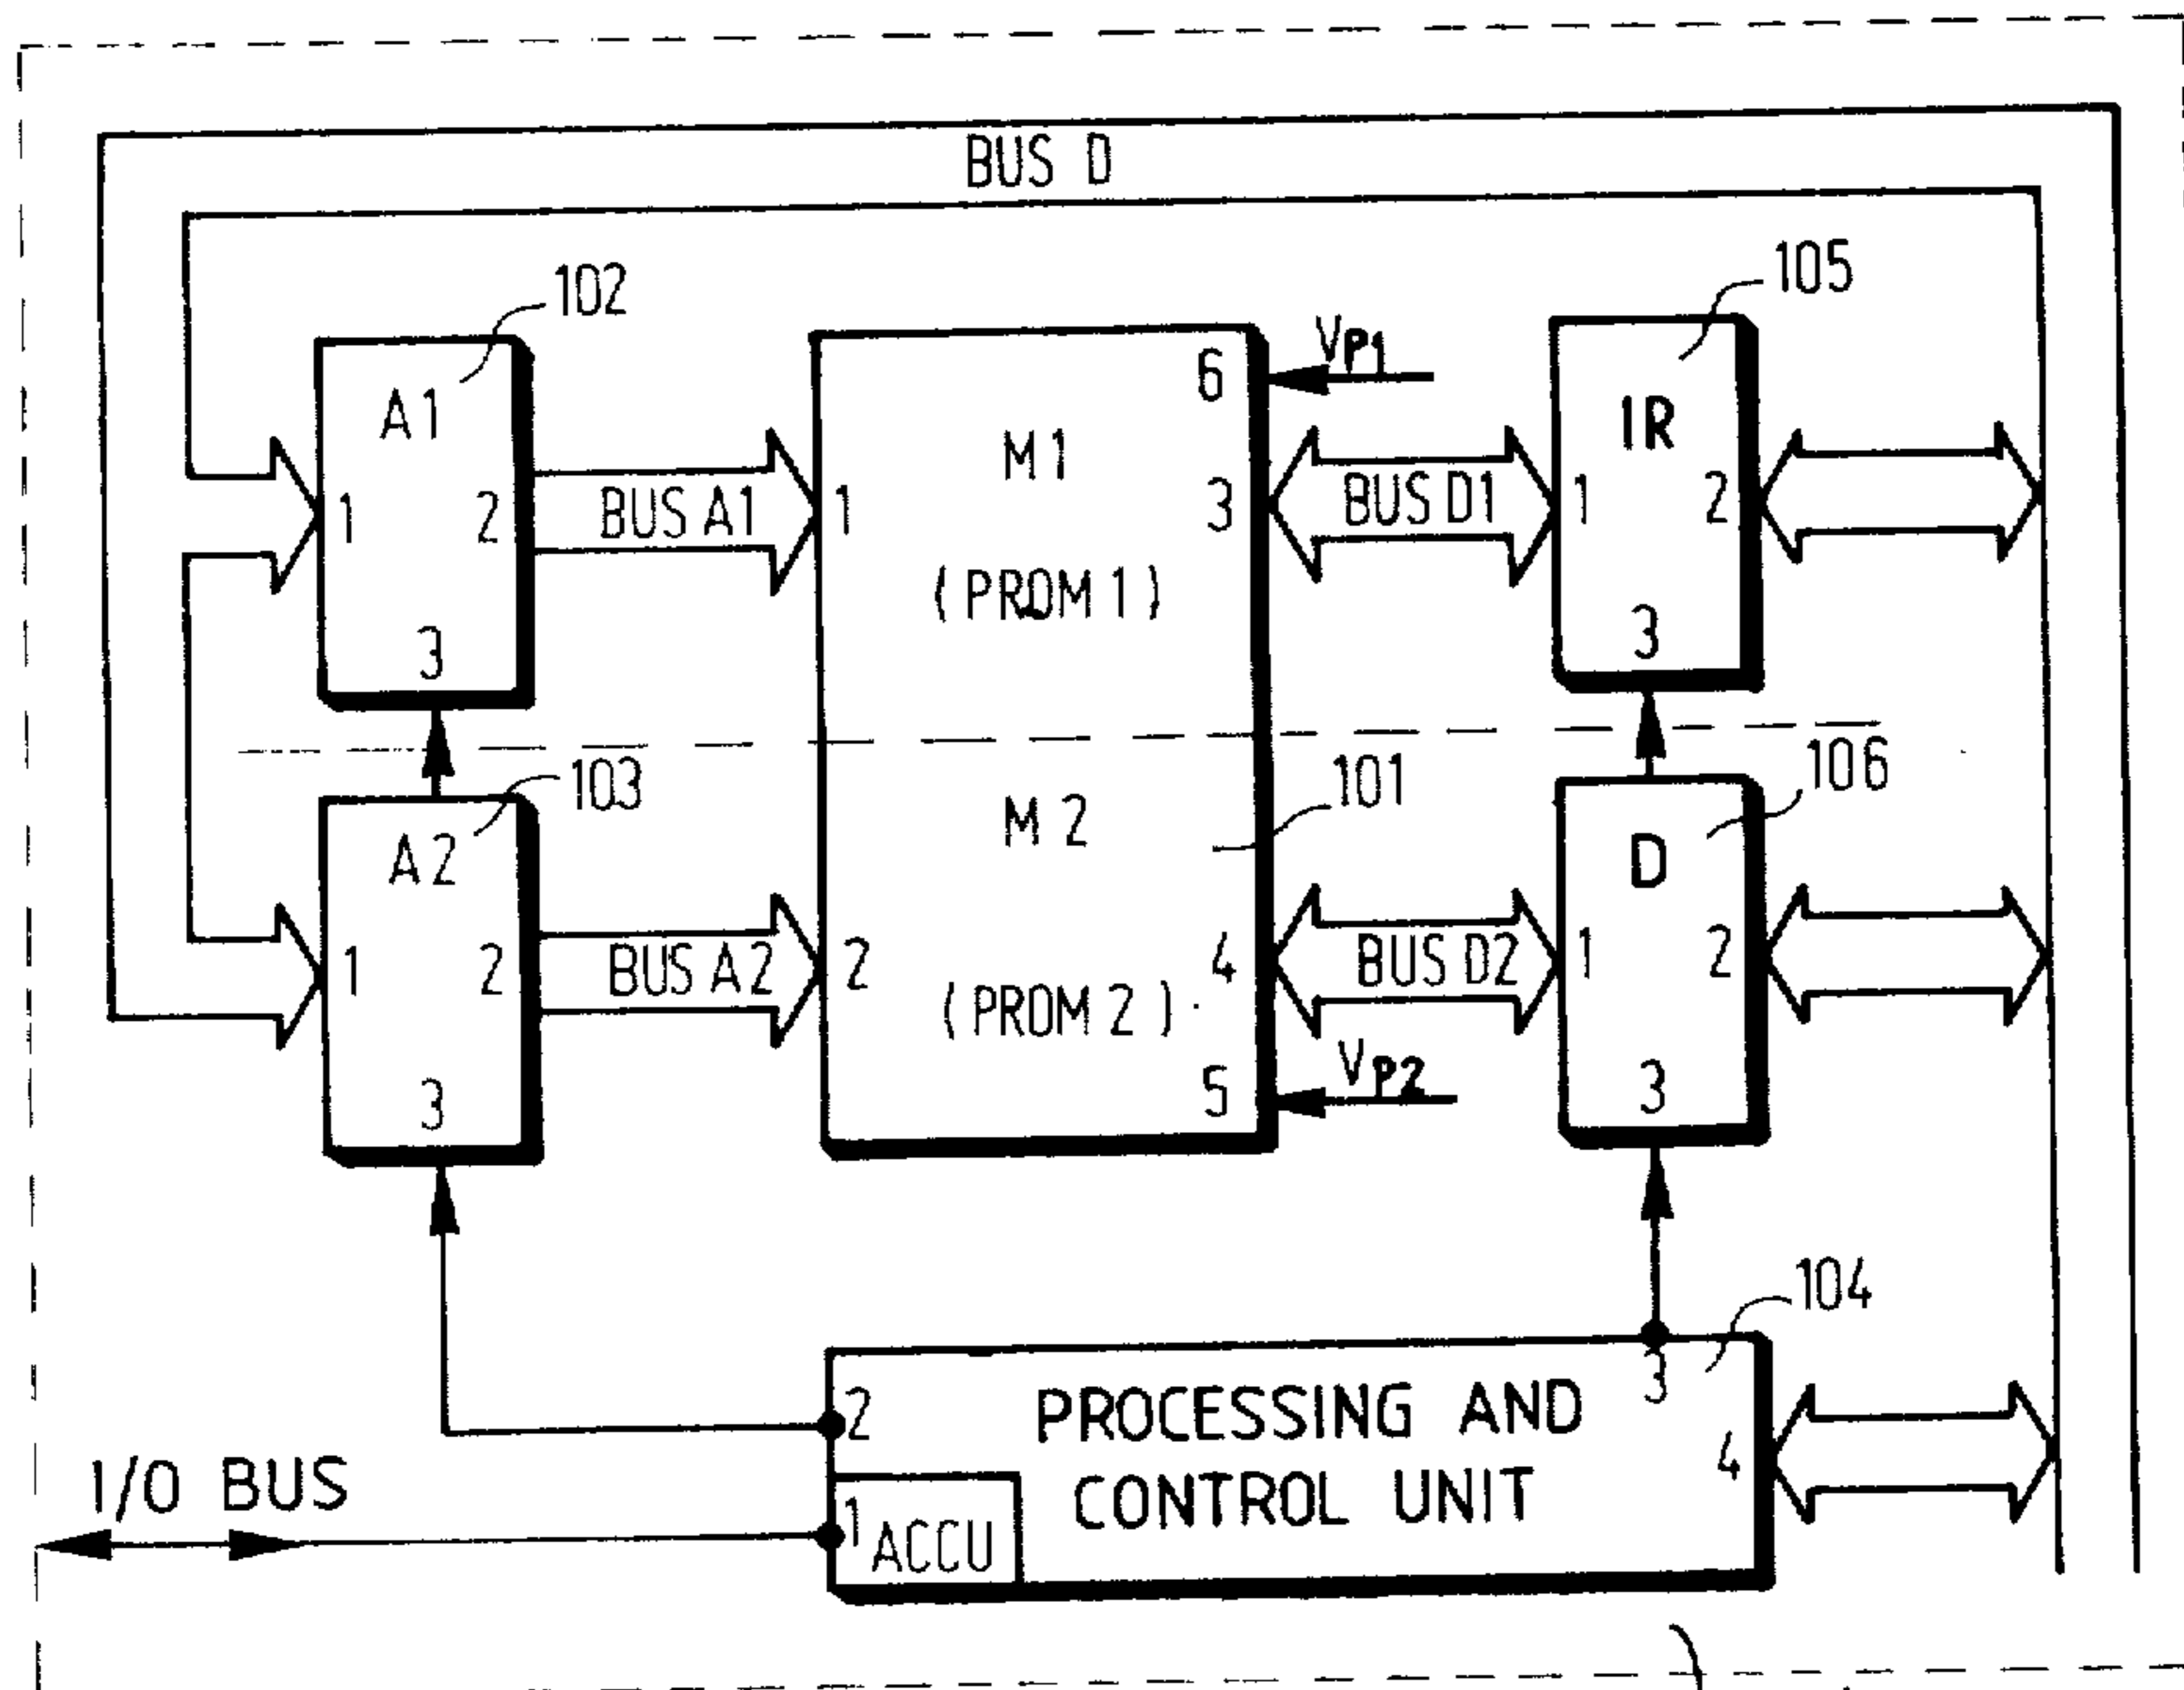 BUS D
102
105
A1
M1
(PROM 1)
6
VP1
IR
1
2
BUS A1
1
3
BUS D1
1
2
3
3
103
101
106
A2
M2
(PROM 2)
D
1
2
BUS A2
2
4
BUS D2
1
2
3
5
VP2
3
104
2
PROCESSING AND
CONTROL UNIT
3
4
I/O BUS
1
ACCU